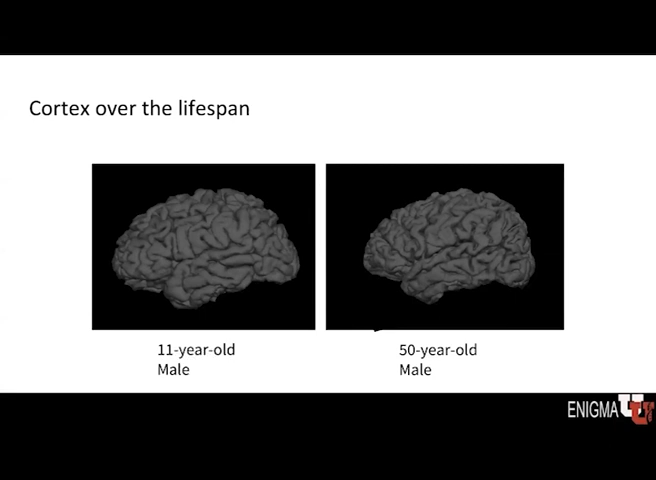 Cortex over the lifespan
11-year-old
Male
50-year-old
Male
ENIGMA